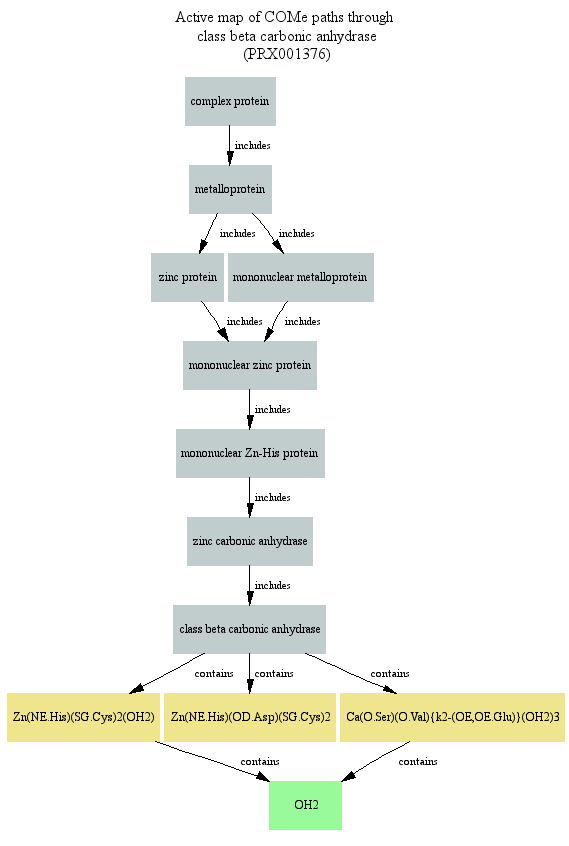 Active map of COMe paths through
class beta carbonic anhydrase
(PRX001376)
complex protein
includes
metalloprotein
includes
includes
zinc protein
mononuclear metalloprotein
includes
includes
mononuclear zinc protein
includes
mononuclear Zn-His protein
includes
zinc carbonic anhydrase
includes
class beta carbonic anhydrase
contains
contains
contains
Zn(NE.His)(SG.Cys)2(OH2)
Zn(NE.His)(OD.Asp)(SG.Cys)2
Ca(O.Ser)(O.Val){k2-(OE,OE.Glu)}(OH2)3
contains
contains
OH2